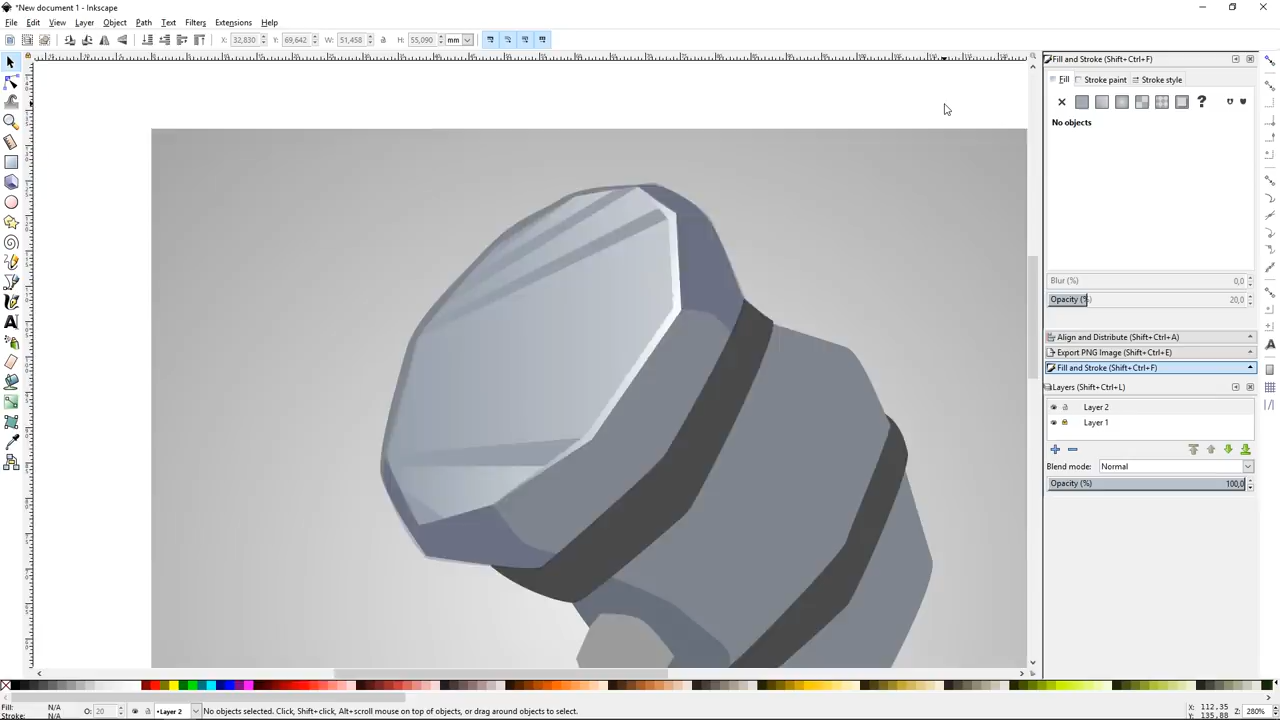 *New document 1 - Inkscape
File Edit View Layer Object Path Text Filters Extensions Help
X: 32,830 Y: 69,642 W: 51,458 H: 55,090 mm
Fill and Stroke (Shift+Ctrl+F)
Fill Stroke paint Stroke style
No objects
Blur (%) 0,0
Opacity (%) 20,0
Align and Distribute (Shift+Ctrl+A)
Export PNG Image (Shift+Ctrl+E)
Fill and Stroke (Shift+Ctrl+F)
Layers (Shift+Ctrl+L)
Layer 2
Layer 1
Blend mode: Normal
Opacity (%) 100,0
Fill: N/A
Stroke: N/A
O: 20
•Layer 2
No objects selected. Click, Shift+click, Alt+scroll mouse on top of objects, or drag around objects to select.
X: 112,35
Y: 135,88
Z: 280%